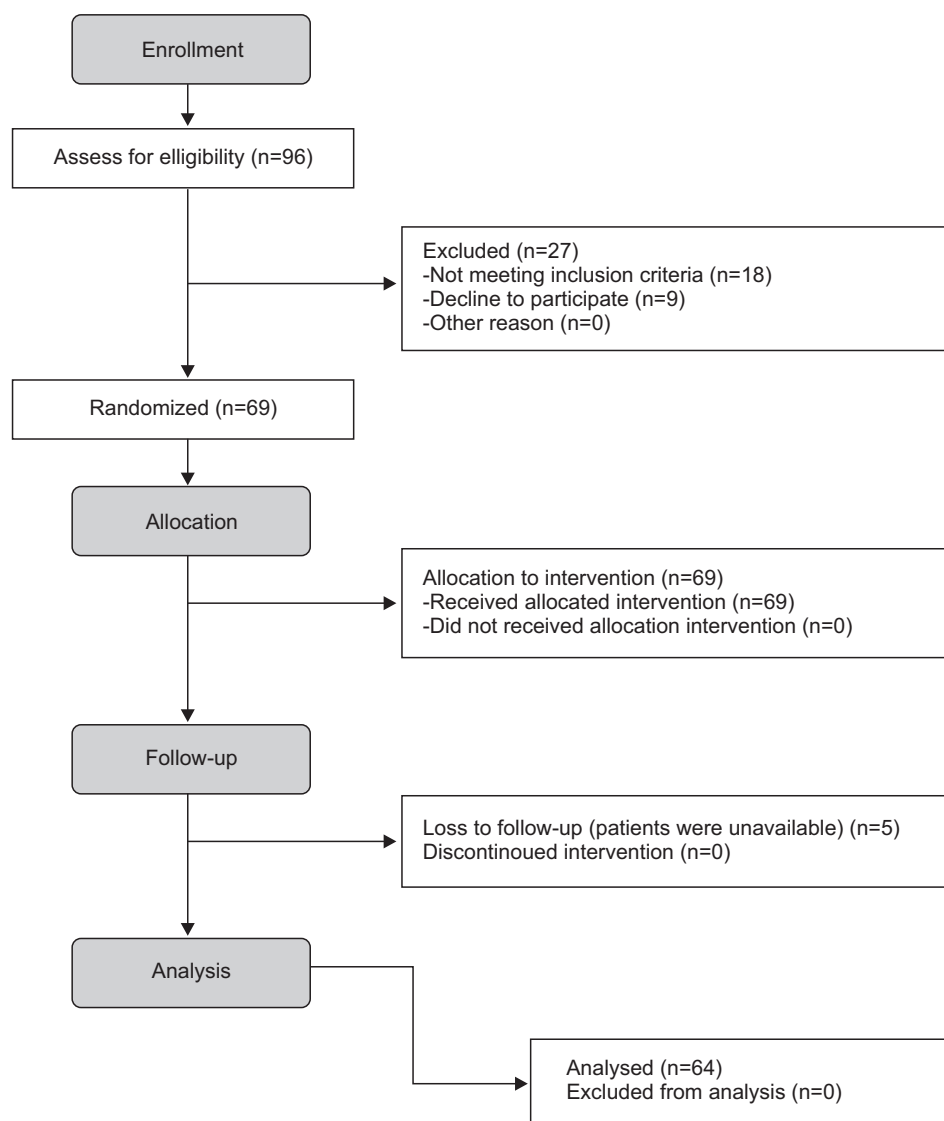 Enrollment
Assess for elligibility (n=96)
Excluded (n=27)
-Not meeting inclusion criteria (n=18)
-Decline to participate (n=9)
-Other reason (n=0)
Randomized (n=69)
Allocation
Allocation to intervention (n=69)
-Received allocated intervention (n=69)
-Did not received allocation intervention (n=0)
Follow-up
Loss to follow-up (patients were unavailable) (n=5)
Discontinoued intervention (n=0)
Analysis
Analysed (n=64)
Excluded from analysis (n=0)